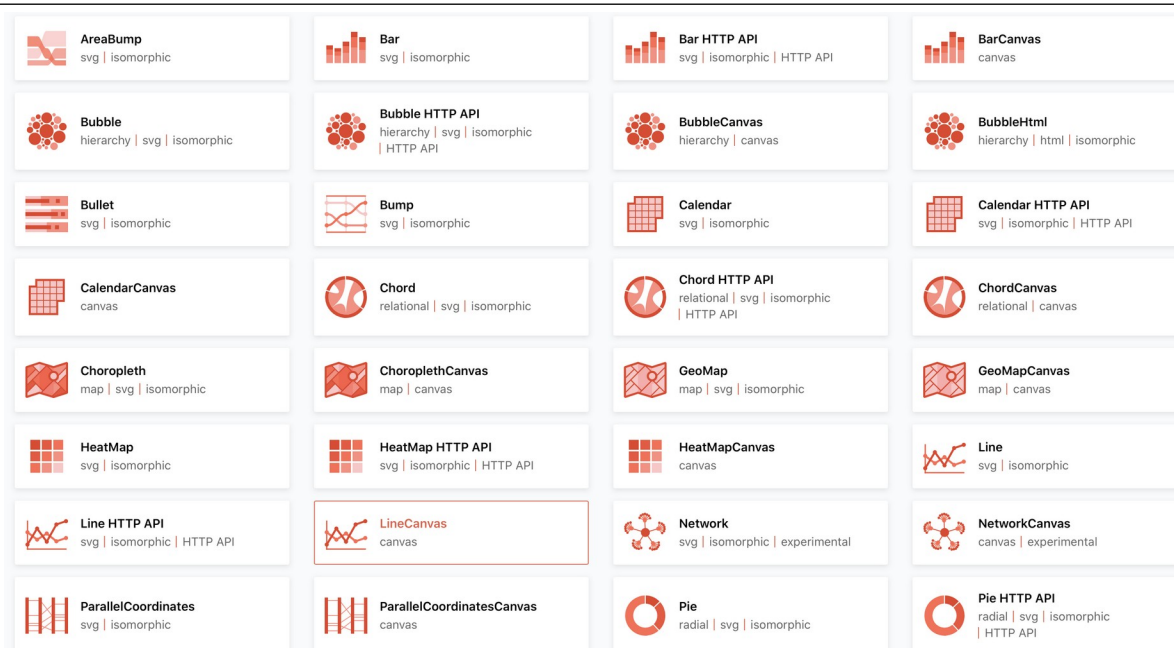 AreaBump
svg | isomorphic
Bar
svg | isomorphic
Bar HTTP API
svg | isomorphic | HTTP API
BarCanvas
canvas
Bubble
hierarchy | svg | isomorphic
Bubble HTTP API
hierarchy | svg | isomorphic
| HTTP API
BubbleCanvas
hierarchy | canvas
BubbleHtml
hierarchy | html | isomorphic
Bullet
svg | isomorphic
Bump
svg | isomorphic
Calendar
svg | isomorphic
Calendar HTTP API
svg | isomorphic | HTTP API
CalendarCanvas
canvas
Chord
relational | svg | isomorphic
Chord HTTP API
relational | svg | isomorphic
| HTTP API
ChordCanvas
relational | canvas
Choropleth
map | svg | isomorphic
ChoroplethCanvas
map | canvas
GeoMap
map | svg | isomorphic
GeoMapCanvas
map | canvas
HeatMap
svg | isomorphic
HeatMap HTTP API
svg | isomorphic | HTTP API
HeatMapCanvas
canvas
Line
svg | isomorphic
Line HTTP API
svg | isomorphic | HTTP API
LineCanvas
canvas
Network
svg | isomorphic | experimental
NetworkCanvas
canvas | experimental
ParallelCoordinates
svg | isomorphic
ParallelCoordinatesCanvas
canvas
Pie
radial | svg | isomorphic
Pie HTTP API
radial | svg | isomorphic
| HTTP API